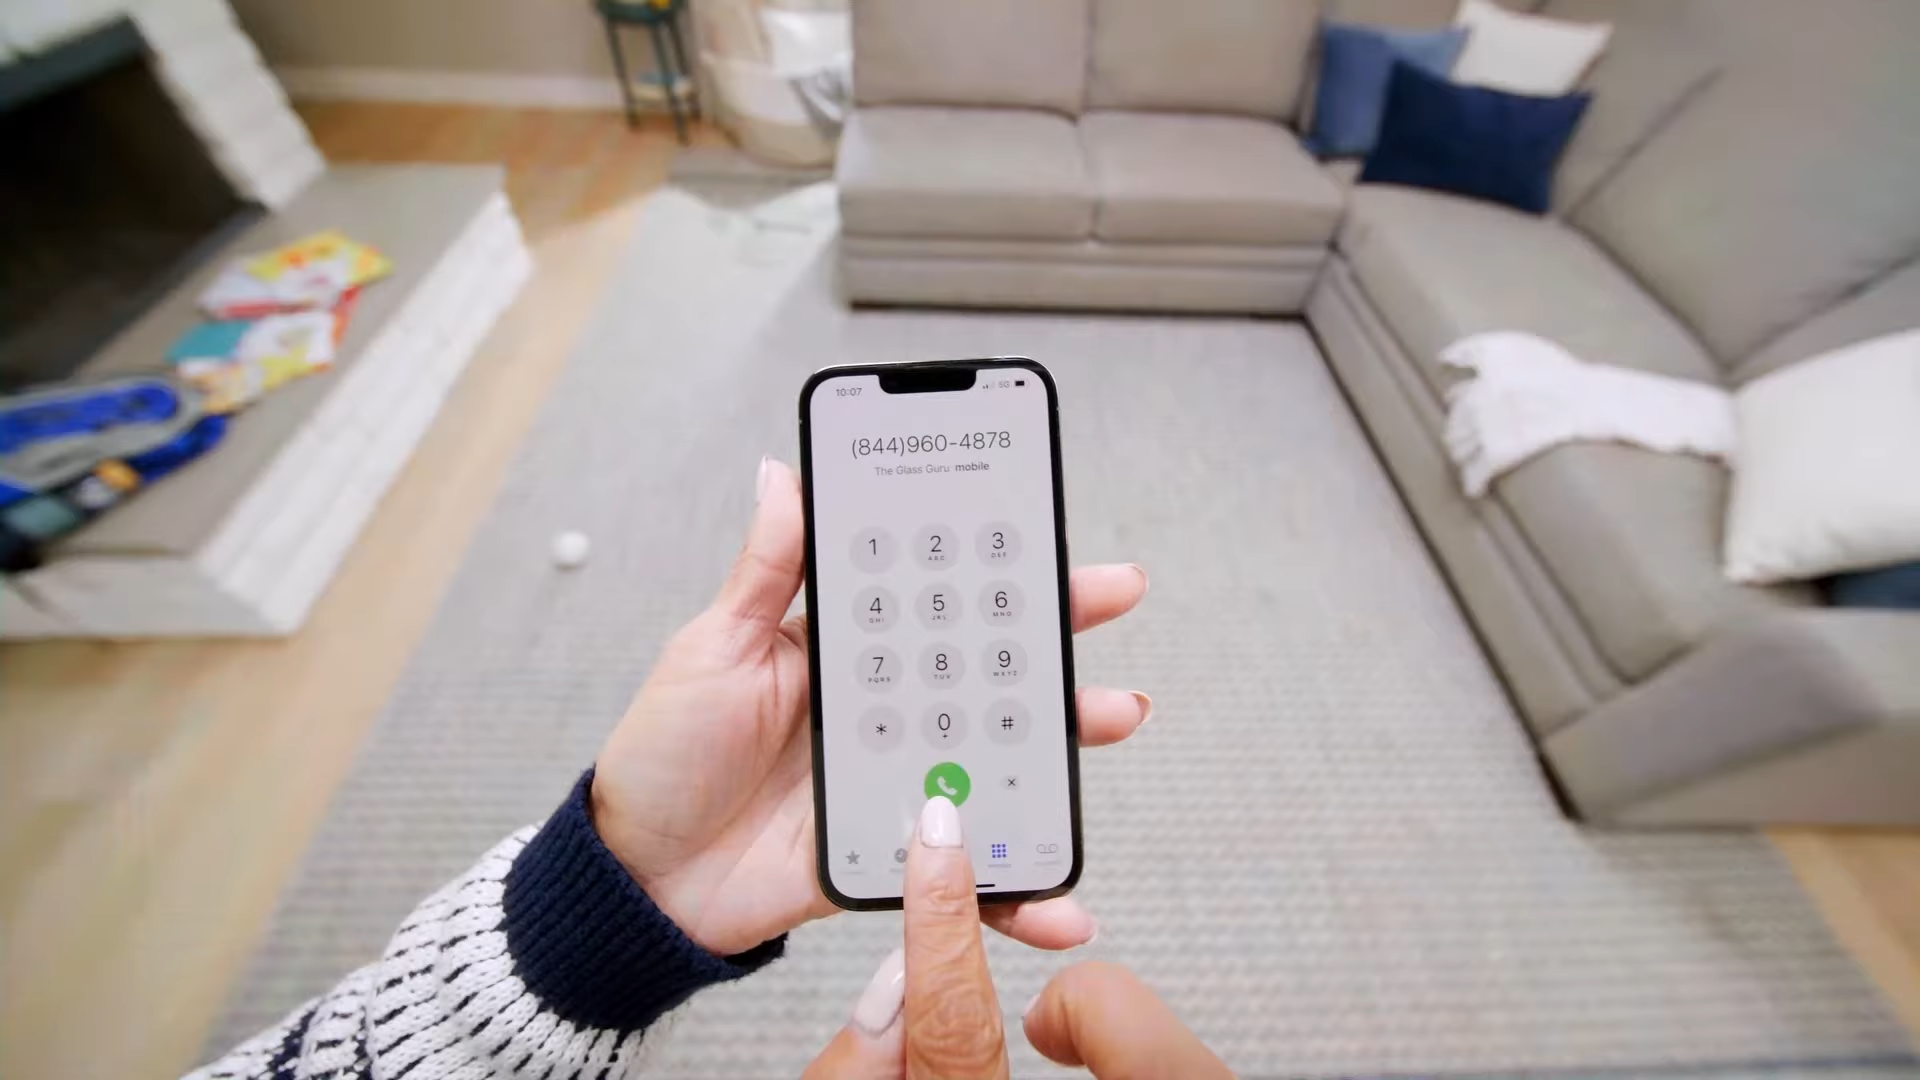 10:07 5G
(844)960-4878
The Glass Guru mobile
1 2 3
ABC DEF
4 5 6
GHI JKL MNO
7 8 9
PQRS TUV WXYZ
* 0 #
+